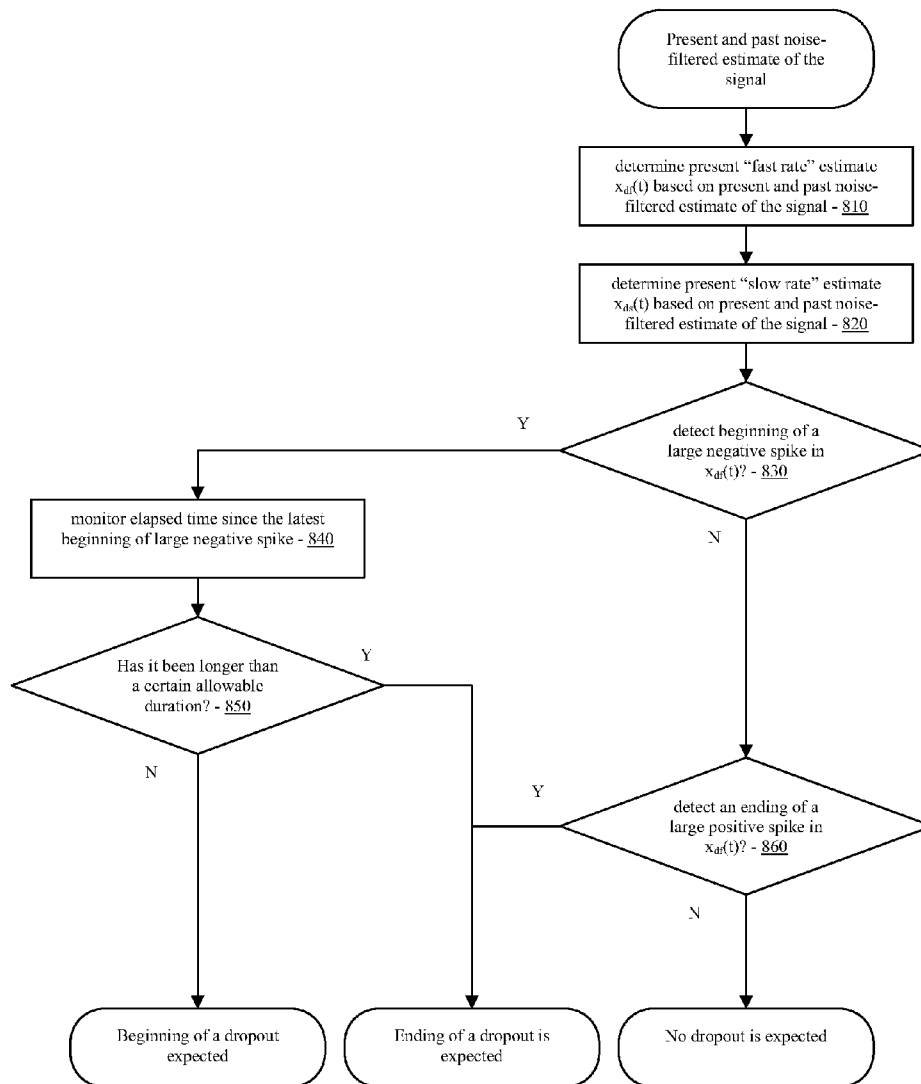 Present and past noise-
filtered estimate of the
signal
determine present “fast rate” estimate
x_df(t) based on present and past noise-
filtered estimate of the signal - 810
determine present “slow rate” estimate
x_ds(t) based on present and past noise-
filtered estimate of the signal - 820
detect beginning of a
large negative spike in
x_df(t)? - 830
Y
N
monitor elapsed time since the latest
beginning of large negative spike - 840
Has it been longer than
a certain allowable
duration? - 850
Y
N
detect an ending of a
large positive spike in
x_df(t)? - 860
Y
N
Beginning of a dropout
expected
Ending of a dropout is
expected
No dropout is expected